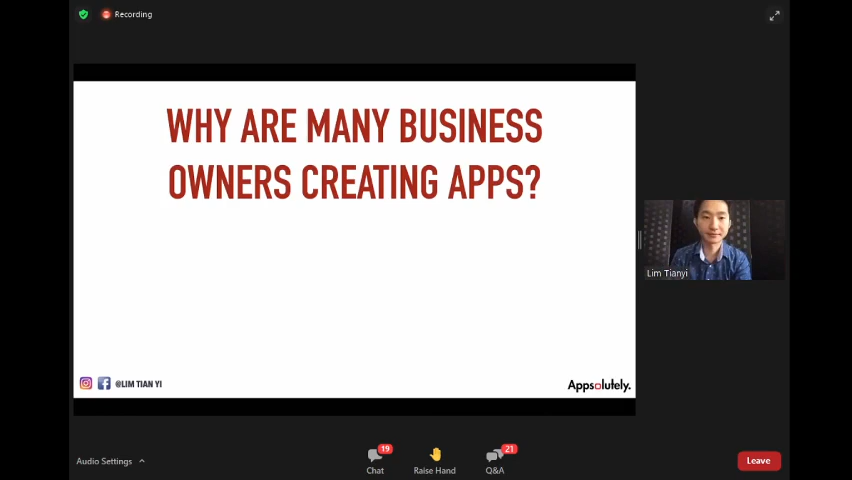 Recording
WHY ARE MANY BUSINESS
OWNERS CREATING APPS?
Lim Tianyi
@LIM TIAN YI
Appsolutely.
Audio Settings
19
Chat
Raise Hand
21
Q&A
Leave